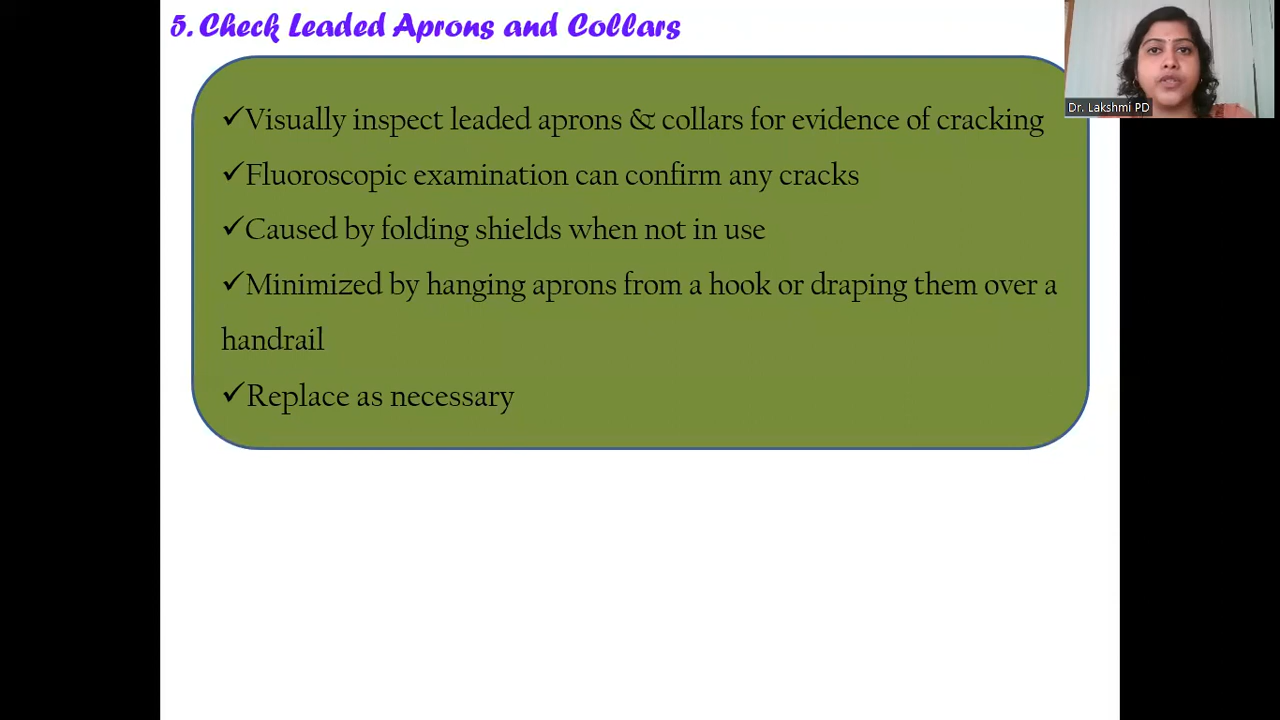 5. Check Leaded Aprons and Collars
✓Visually inspect leaded aprons & collars for evidence of cracking
Dr. Lakshmi PD
✓Fluoroscopic examination can confirm any cracks
✓Caused by folding shields when not in use
✓Minimized by hanging aprons from a hook or draping them over a
handrail
✓Replace as necessary